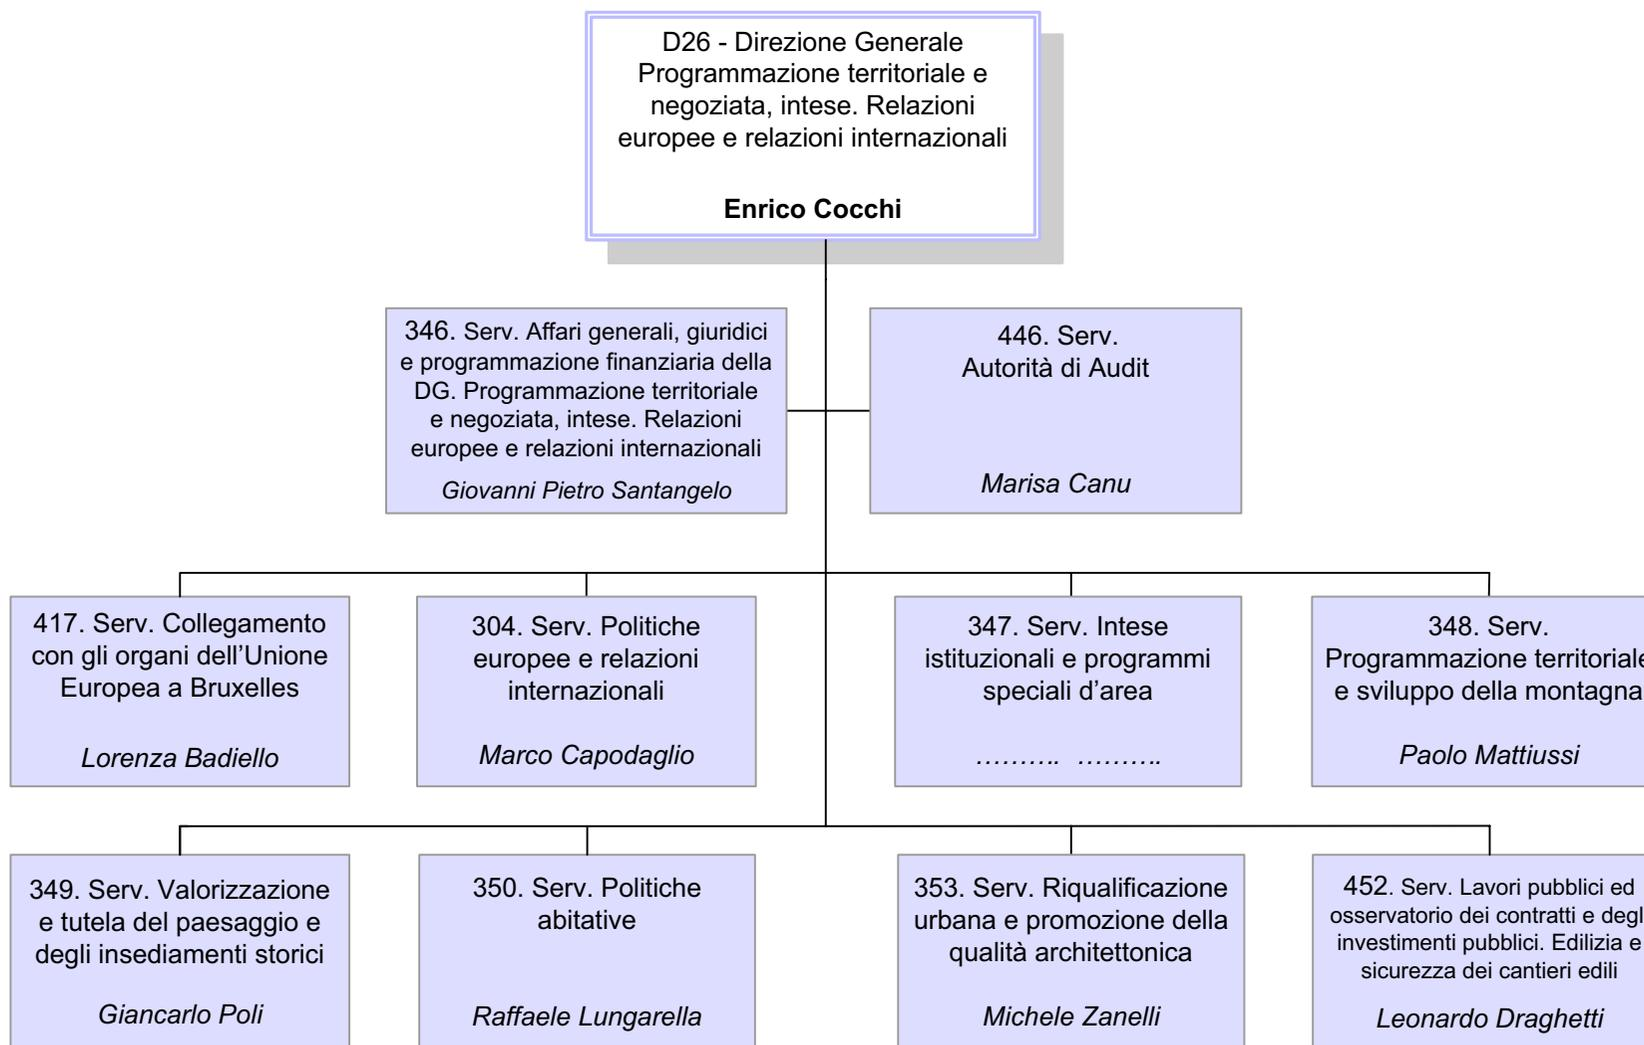 D26 - Direzione Generale
Programmazione territoriale e
negoziata, intese. Relazioni
europee e relazioni internazionali
Enrico Cocchi
346. Serv. Affari generali, giuridici
e programmazione finanziaria della
DG. Programmazione territoriale
e negoziata, intese. Relazioni
europee e relazioni internazionali
Giovanni Pietro Santangelo
446. Serv.
Autorità di Audit
Marisa Canu
417. Serv. Collegamento
con gli organi dell’Unione
Europea a Bruxelles
Lorenza Badiello
304. Serv. Politiche
europee e relazioni
internazionali
Marco Capodaglio
347. Serv. Intese
istituzionali e programmi
speciali d’area
………. ……….
348. Serv.
Programmazione territoriale
e sviluppo della montagna
Paolo Mattiussi
349. Serv. Valorizzazione
e tutela del paesaggio e
degli insediamenti storici
Giancarlo Poli
350. Serv. Politiche
abitative
Raffaele Lungarella
353. Serv. Riqualificazione
urbana e promozione della
qualità architettonica
Michele Zanelli
452. Serv. Lavori pubblici ed
osservatorio dei contratti e degli
investimenti pubblici. Edilizia e
sicurezza dei cantieri edili
Leonardo Draghetti